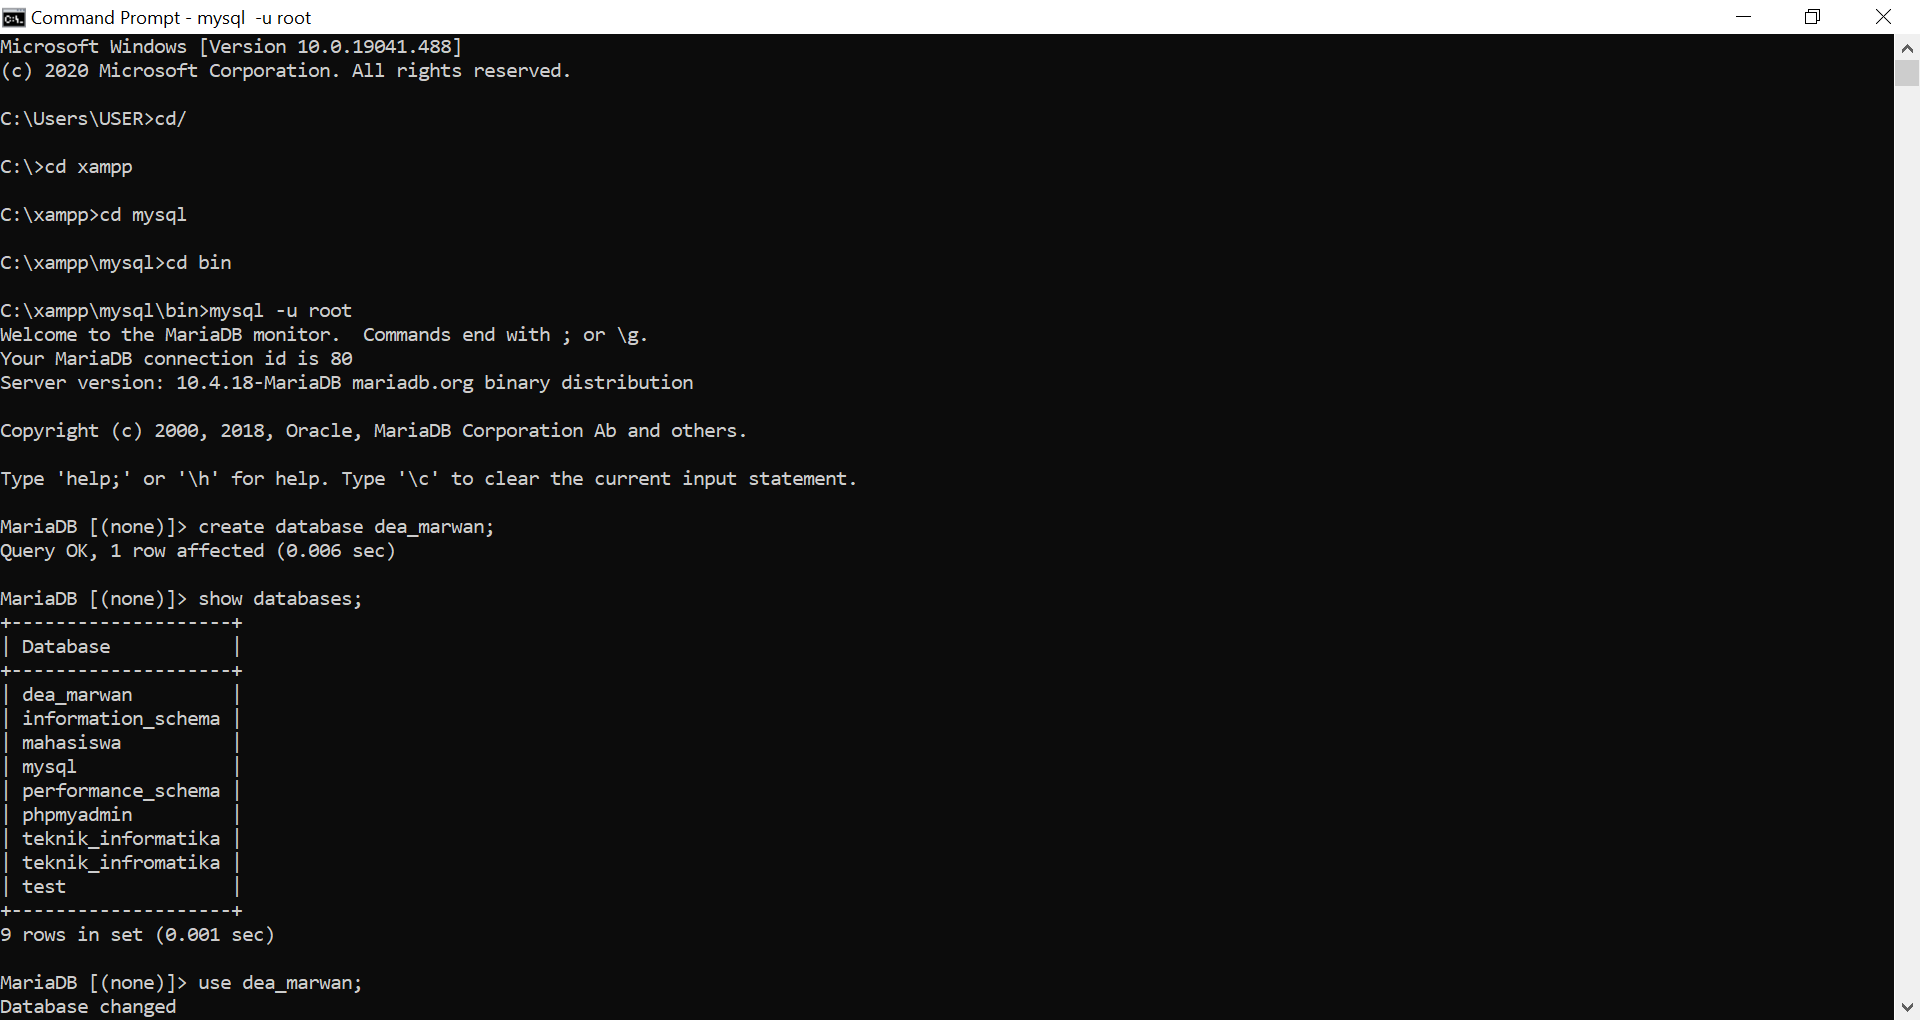 Command Prompt - mysql  -u root
Microsoft Windows [Version 10.0.19041.488]
(c) 2020 Microsoft Corporation. All rights reserved.
C:\Users\USER>cd/
C:\>cd xampp
C:\xampp>cd mysql
C:\xampp\mysql>cd bin
C:\xampp\mysql\bin>mysql -u root
Welcome to the MariaDB monitor.  Commands end with ; or \g.
Your MariaDB connection id is 80
Server version: 10.4.18-MariaDB mariadb.org binary distribution
Copyright (c) 2000, 2018, Oracle, MariaDB Corporation Ab and others.
Type 'help;' or '\h' for help. Type '\c' to clear the current input statement.
MariaDB [(none)]> create database dea_marwan;
Query OK, 1 row affected (0.006 sec)
MariaDB [(none)]> show databases;
+--------------------+
| Database           |
+--------------------+
| dea_marwan         |
| information_schema |
| mahasiswa          |
| mysql              |
| performance_schema |
| phpmyadmin         |
| teknik_informatika |
| teknik_infromatika |
| test               |
+--------------------+
9 rows in set (0.001 sec)
MariaDB [(none)]> use dea_marwan;
Database changed